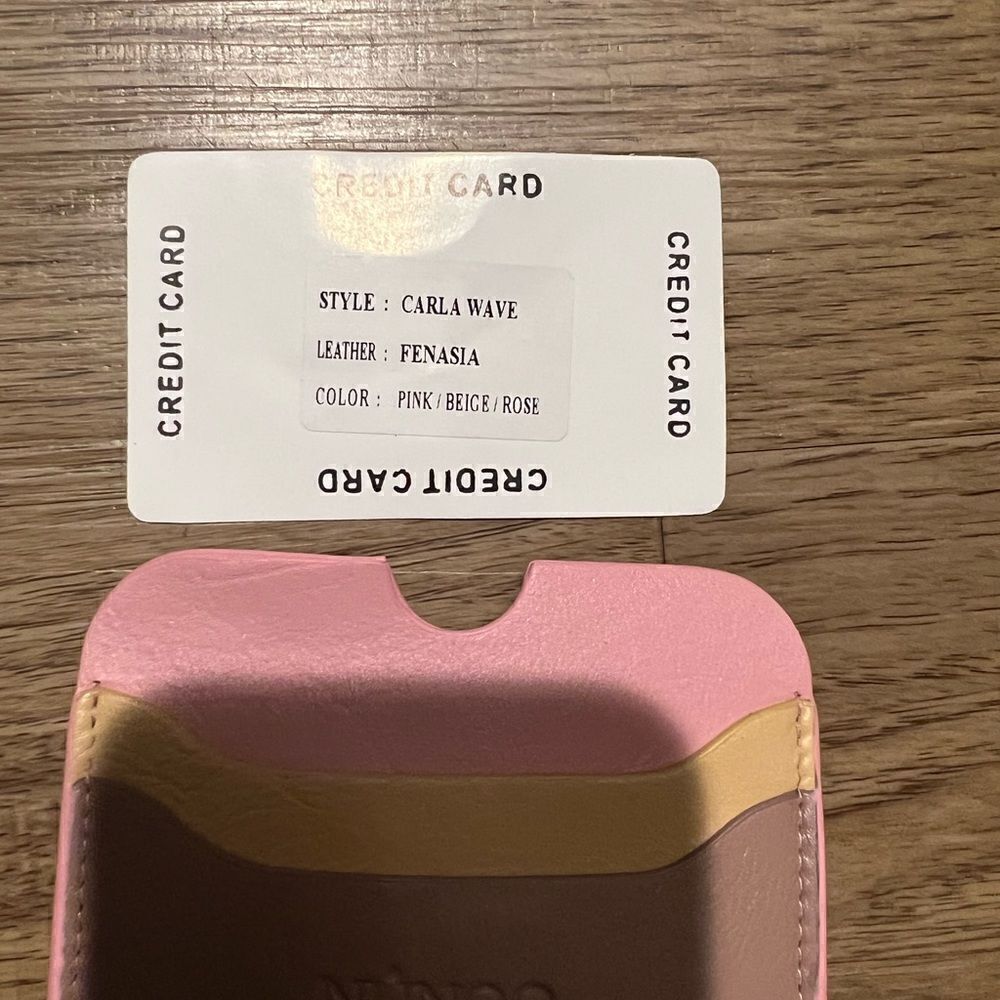 CREDIT CARD
CREDIT CARD
STYLE : CARLA WAVE
LEATHER : FENASIA
COLOR : PINK / BEIGE / ROSE
CREDIT CARD
CREDIT CARD